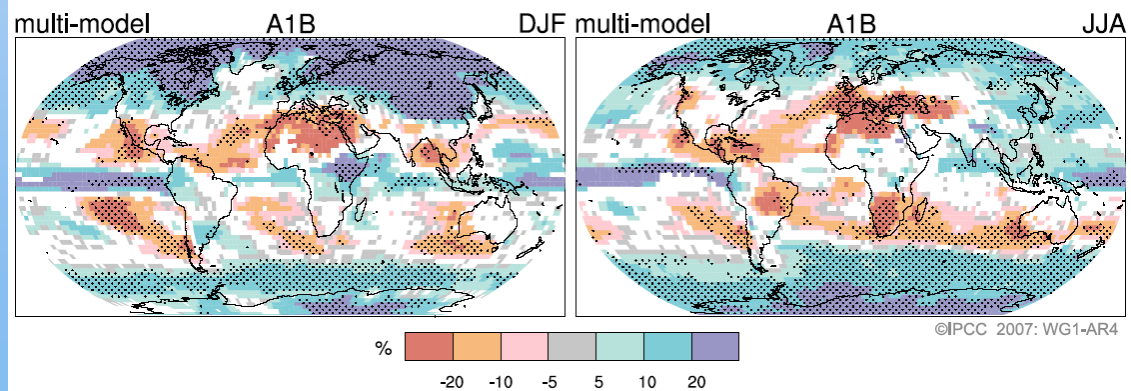 multi-model A1B DJF
multi-model A1B JJA
©IPCC 2007: WG1-AR4
%
-20 -10 -5 5 10 20